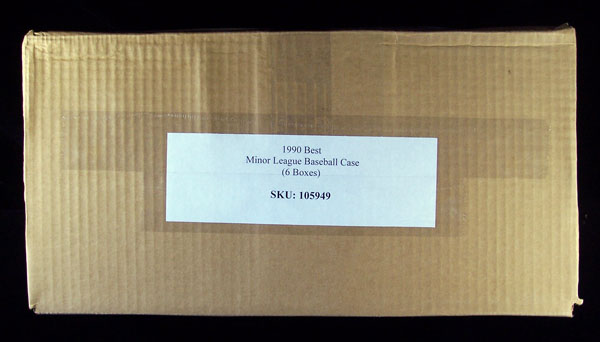 1990 Best
Minor League Baseball Case
(6 Boxes)
SKU: 105949